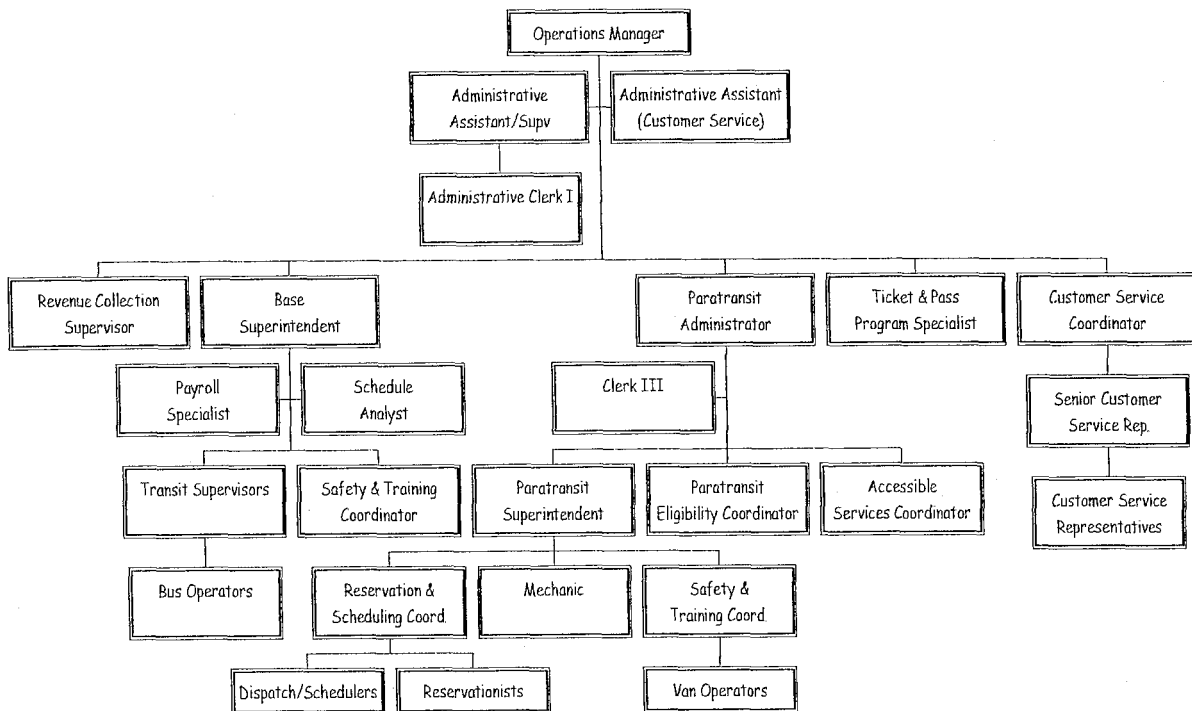 Operations Manager
Administrative
Assistant/Supv
Administrative Assistant
(Customer Service)
Administrative Clerk I
Revenue Collection
Supervisor
Base
Superintendent
Paratransit
Administrator
Ticket & Pass
Program Specialist
Customer Service
Coordinator
Payroll
Specialist
Schedule
Analyst
Clerk III
Senior Customer
Service Rep.
Transit Supervisors
Safety & Training
Coordinator
Paratransit
Superintendent
Paratransit
Eligibility Coordinator
Accessible
Services Coordinator
Customer Service
Representatives
Bus Operators
Reservation &
Scheduling Coord.
Mechanic
Safety &
Training Coord.
Dispatch/Schedulers
Reservationists
Van Operators